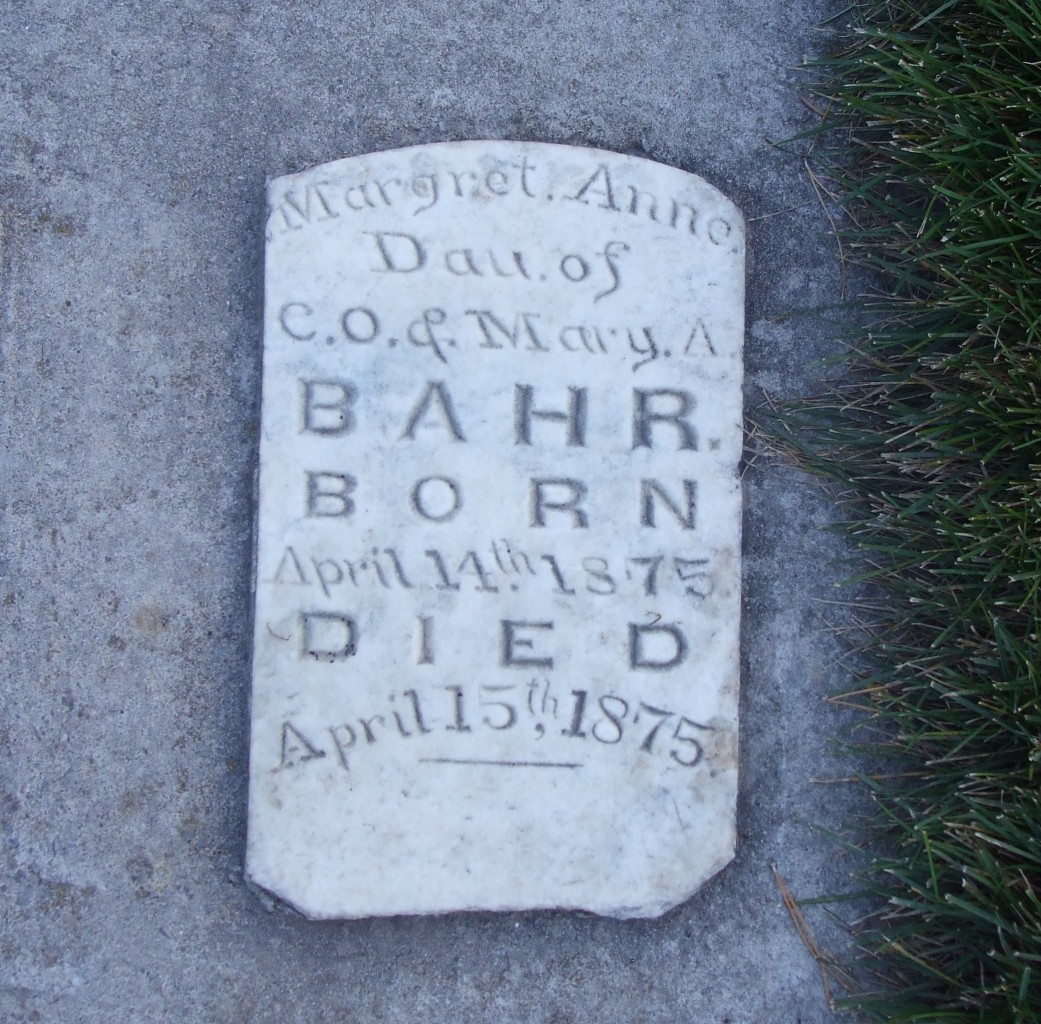 Margret. Anne.
Dau. of
C. O. & Mary. A.
BAHR.
BORN
April 14th. 1875.
DIED
April 15th, 1875